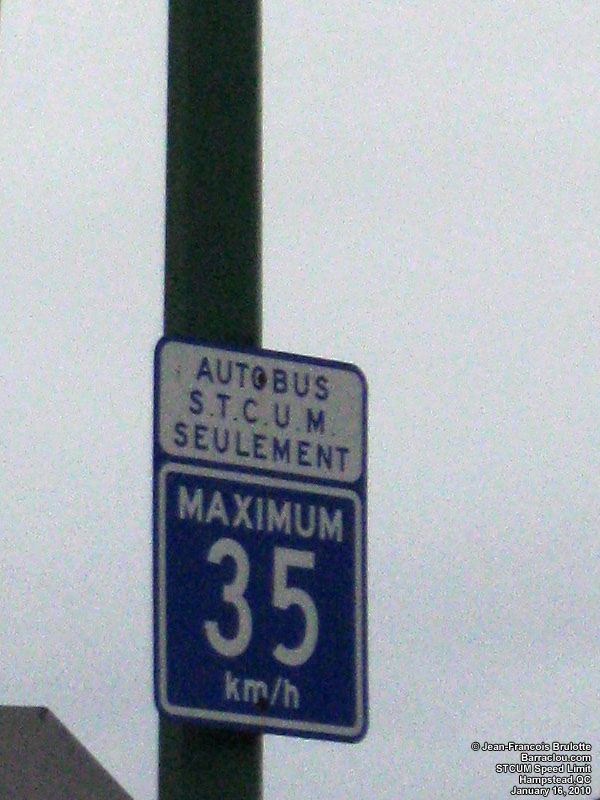 AUTOBUS
S.T.C.U.M.
SEULEMENT
MAXIMUM
35
km/h
© Jean-Francois Brulotte
Barraclou.com
STCUM Speed Limit
Hampstead QC
January 16, 2010